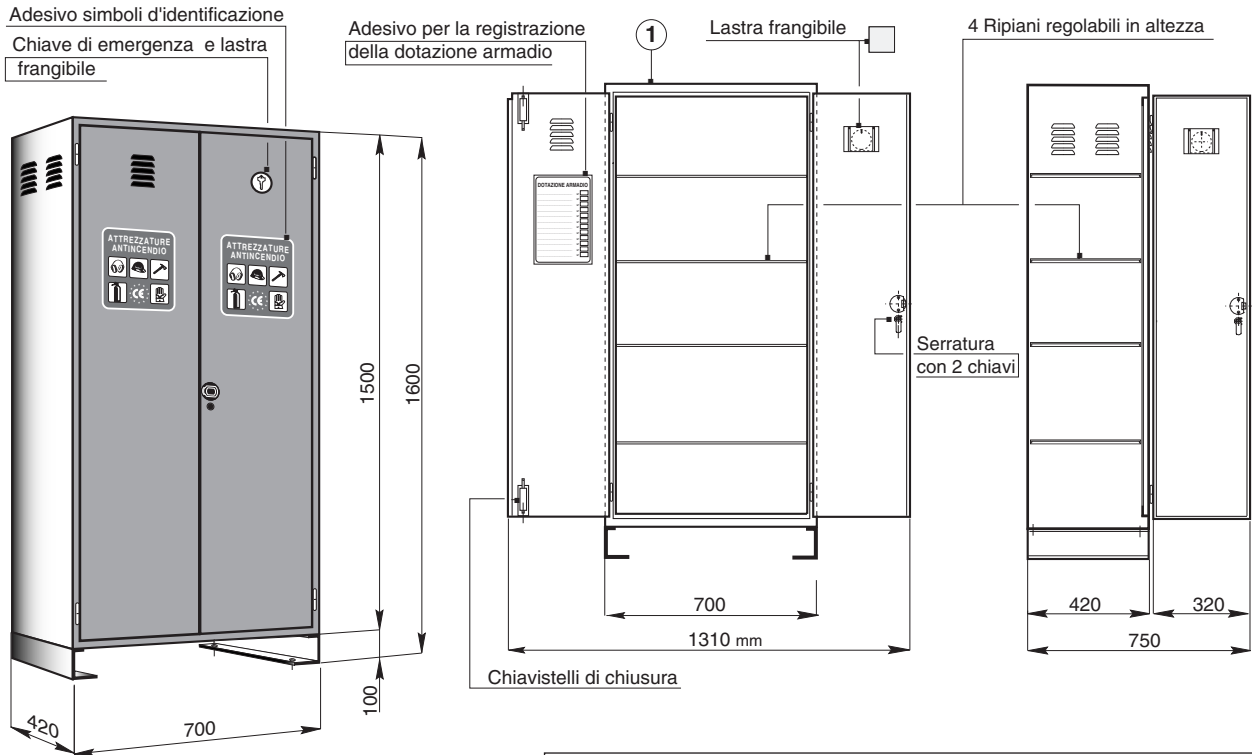 Adesivo simboli d'identificazione
Chiave di emergenza e lastra
frangibile
Adesivo per la registrazione
della dotazione armadio
1
Lastra frangibile
4 Ripiani regolabili in altezza
DOTAZIONE ARMADIO
ATTREZZATURE
ANTINCENDIO
CE
ATTREZZATURE
ANTINCENDIO
CE
Serratura
con 2 chiavi
1500
1600
100
420
700
700
1310 mm
Chiavistelli di chiusura
420
320
750